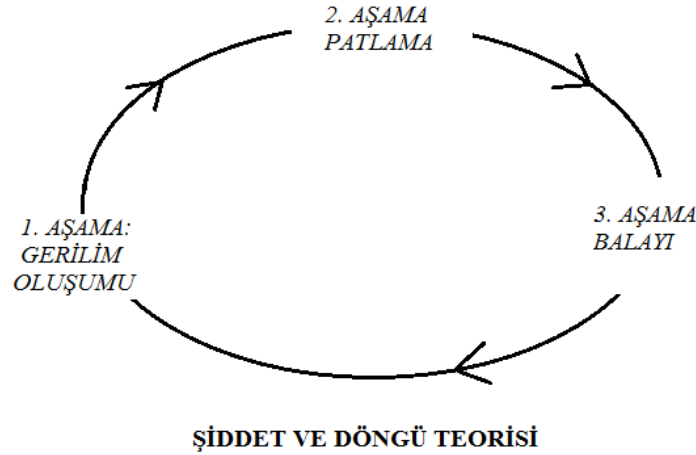 2. AŞAMA
PATLAMA
1. AŞAMA:
GERİLİM
OLUŞUMU
3. AŞAMA
BALAYI
ŞİDDET VE DÖNGÜ TEORİSİ